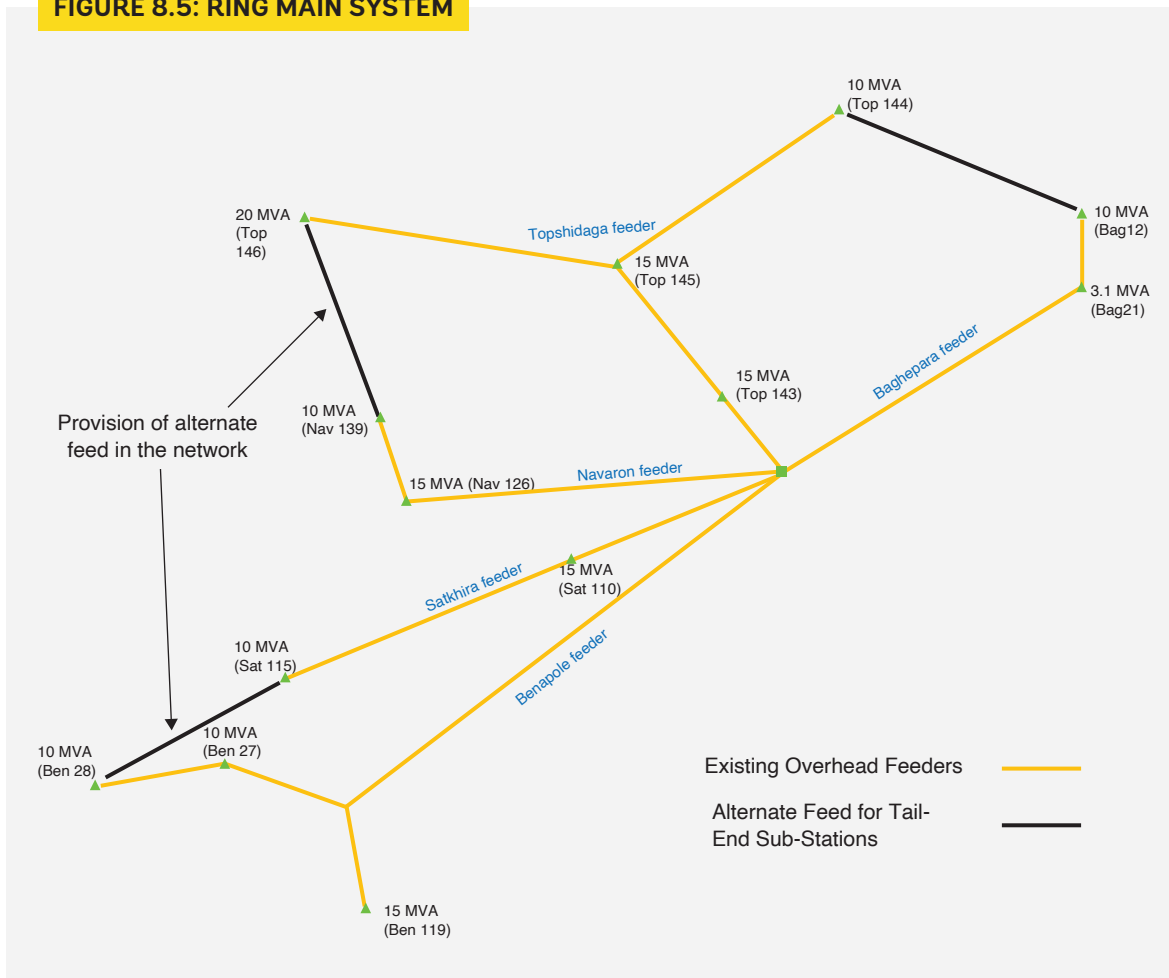 FIGURE 8.5: RING MAIN SYSTEM
10 MVA
(Top 144)
20 MVA
(Top
146)
Topshidaga feeder
15 MVA
(Top 145)
10 MVA
(Bag12)
3.1 MVA
(Bag21)
Baghepara feeder
15 MVA
(Top 143)
Provision of alternate
feed in the network
10 MVA
(Nav 139)
15 MVA (Nav 126)
Navaron feeder
15 MVA
(Sat 110)
Satkhira feeder
10 MVA
(Sat 115)
Benapole feeder
10 MVA
(Ben 27)
10 MVA
(Ben 28)
15 MVA
(Ben 119)
Existing Overhead Feeders
Alternate Feed for Tail-
End Sub-Stations